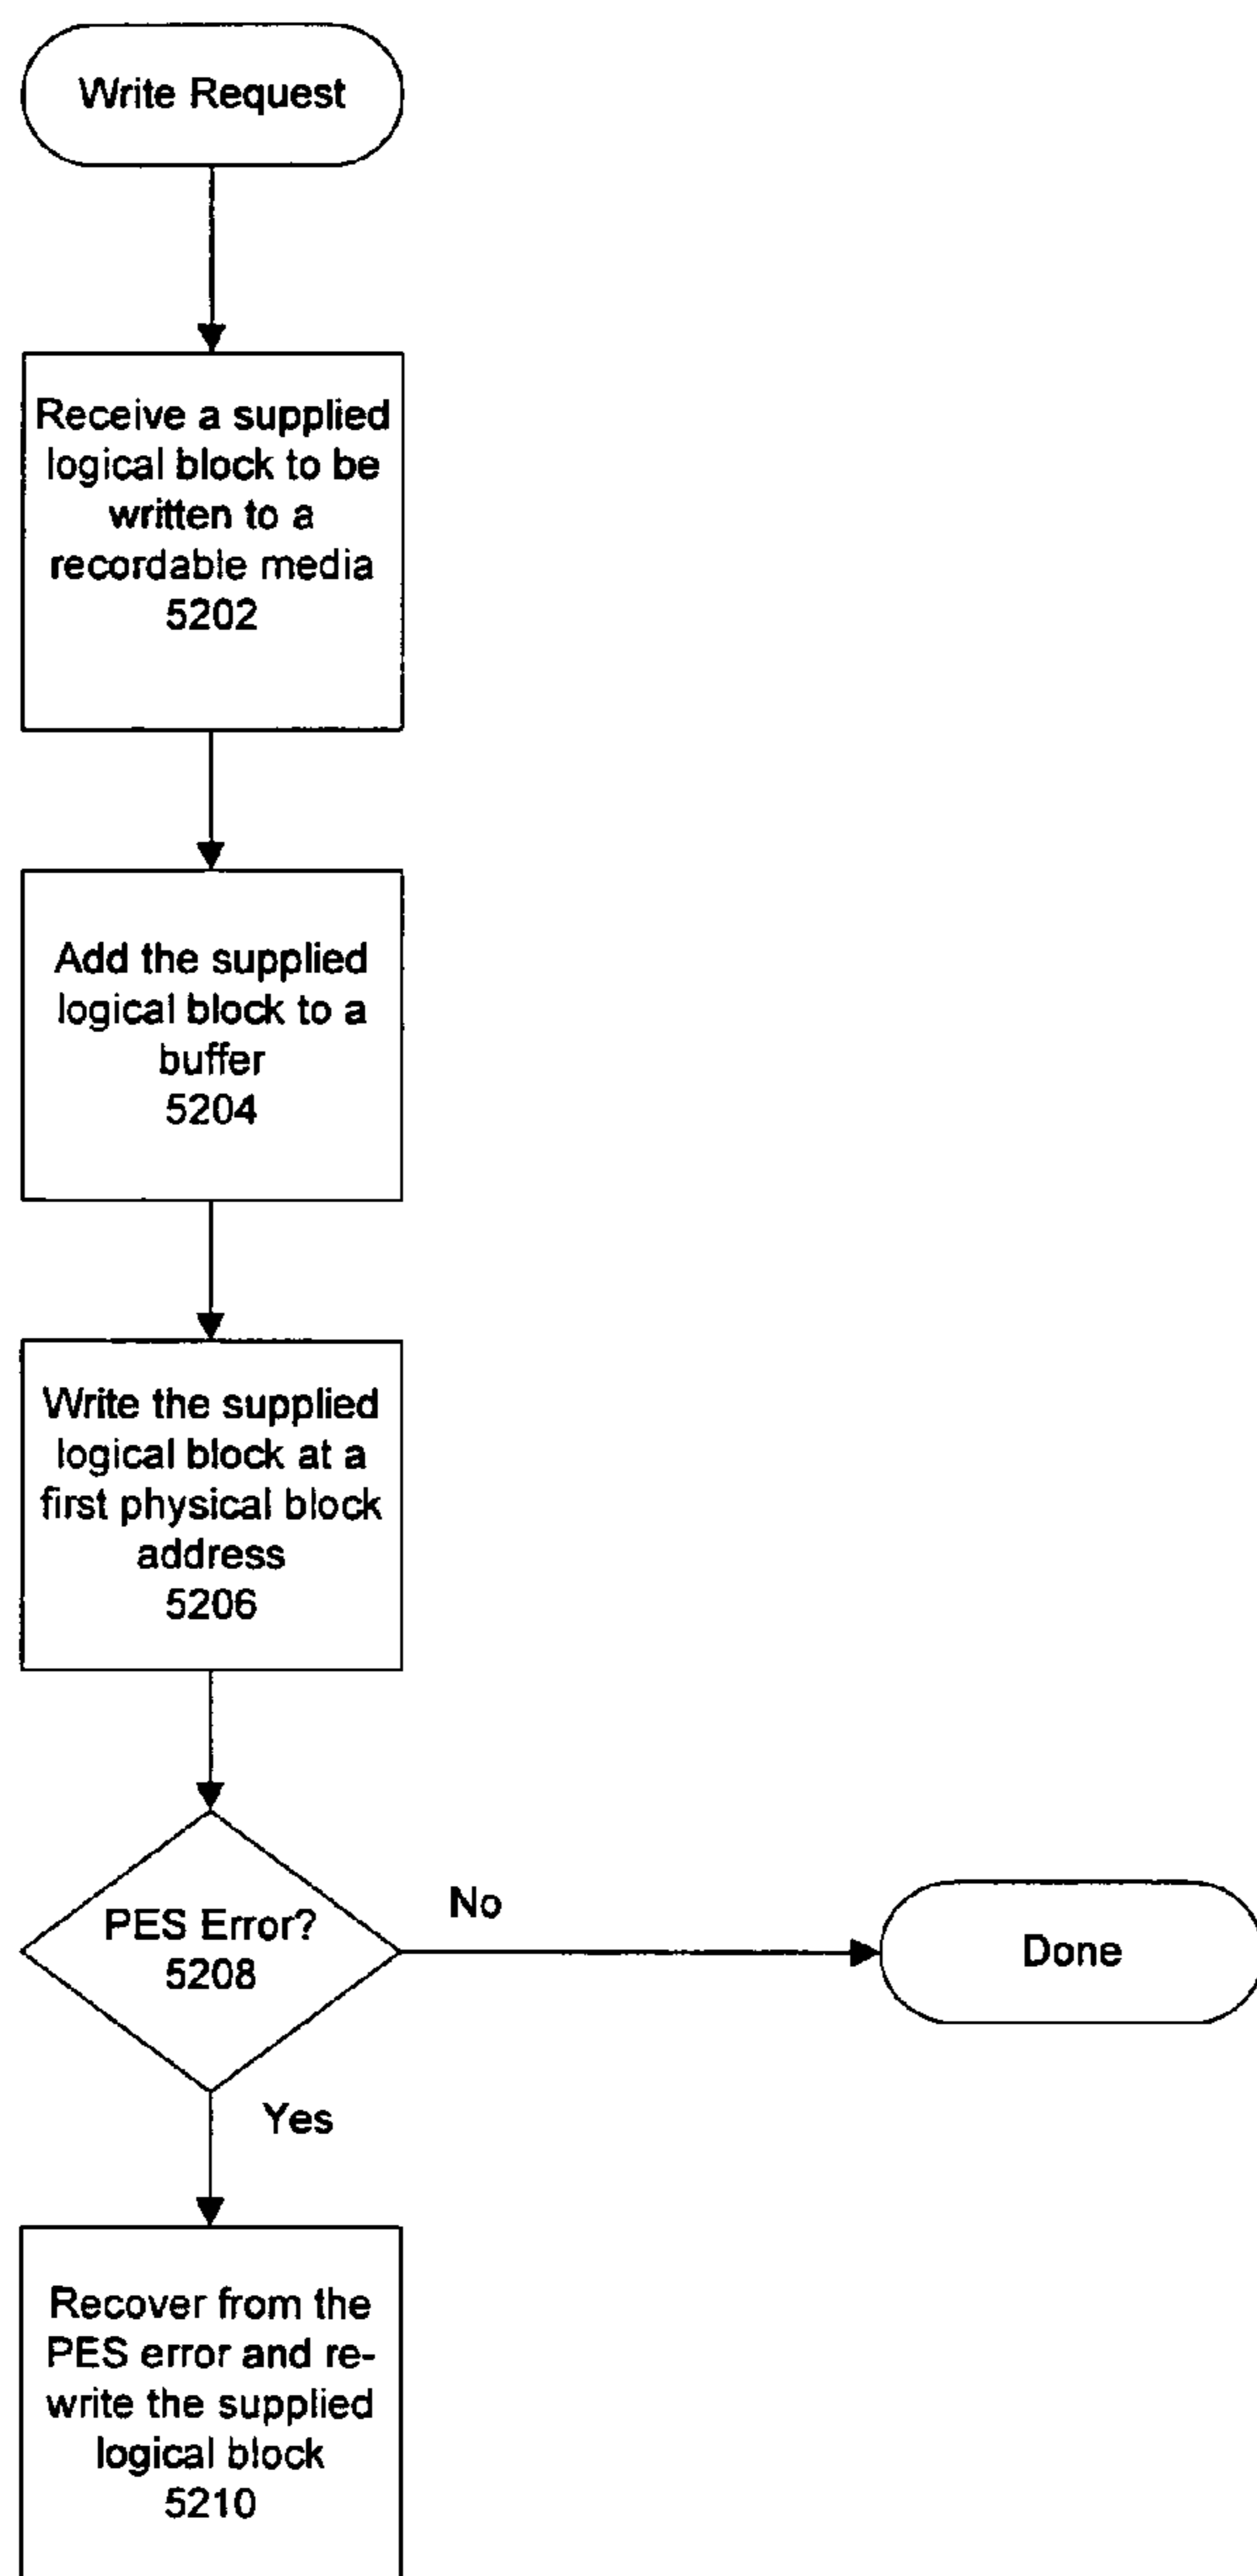 Write Request
Receive a supplied
logical block to be
written to a
recordable media
5202
Add the supplied
logical block to a
buffer
5204
Write the supplied
logical block at a
first physical block
address
5206
PES Error?
5208
No
Done
Yes
Recover from the
PES error and re-
write the supplied
logical block
5210